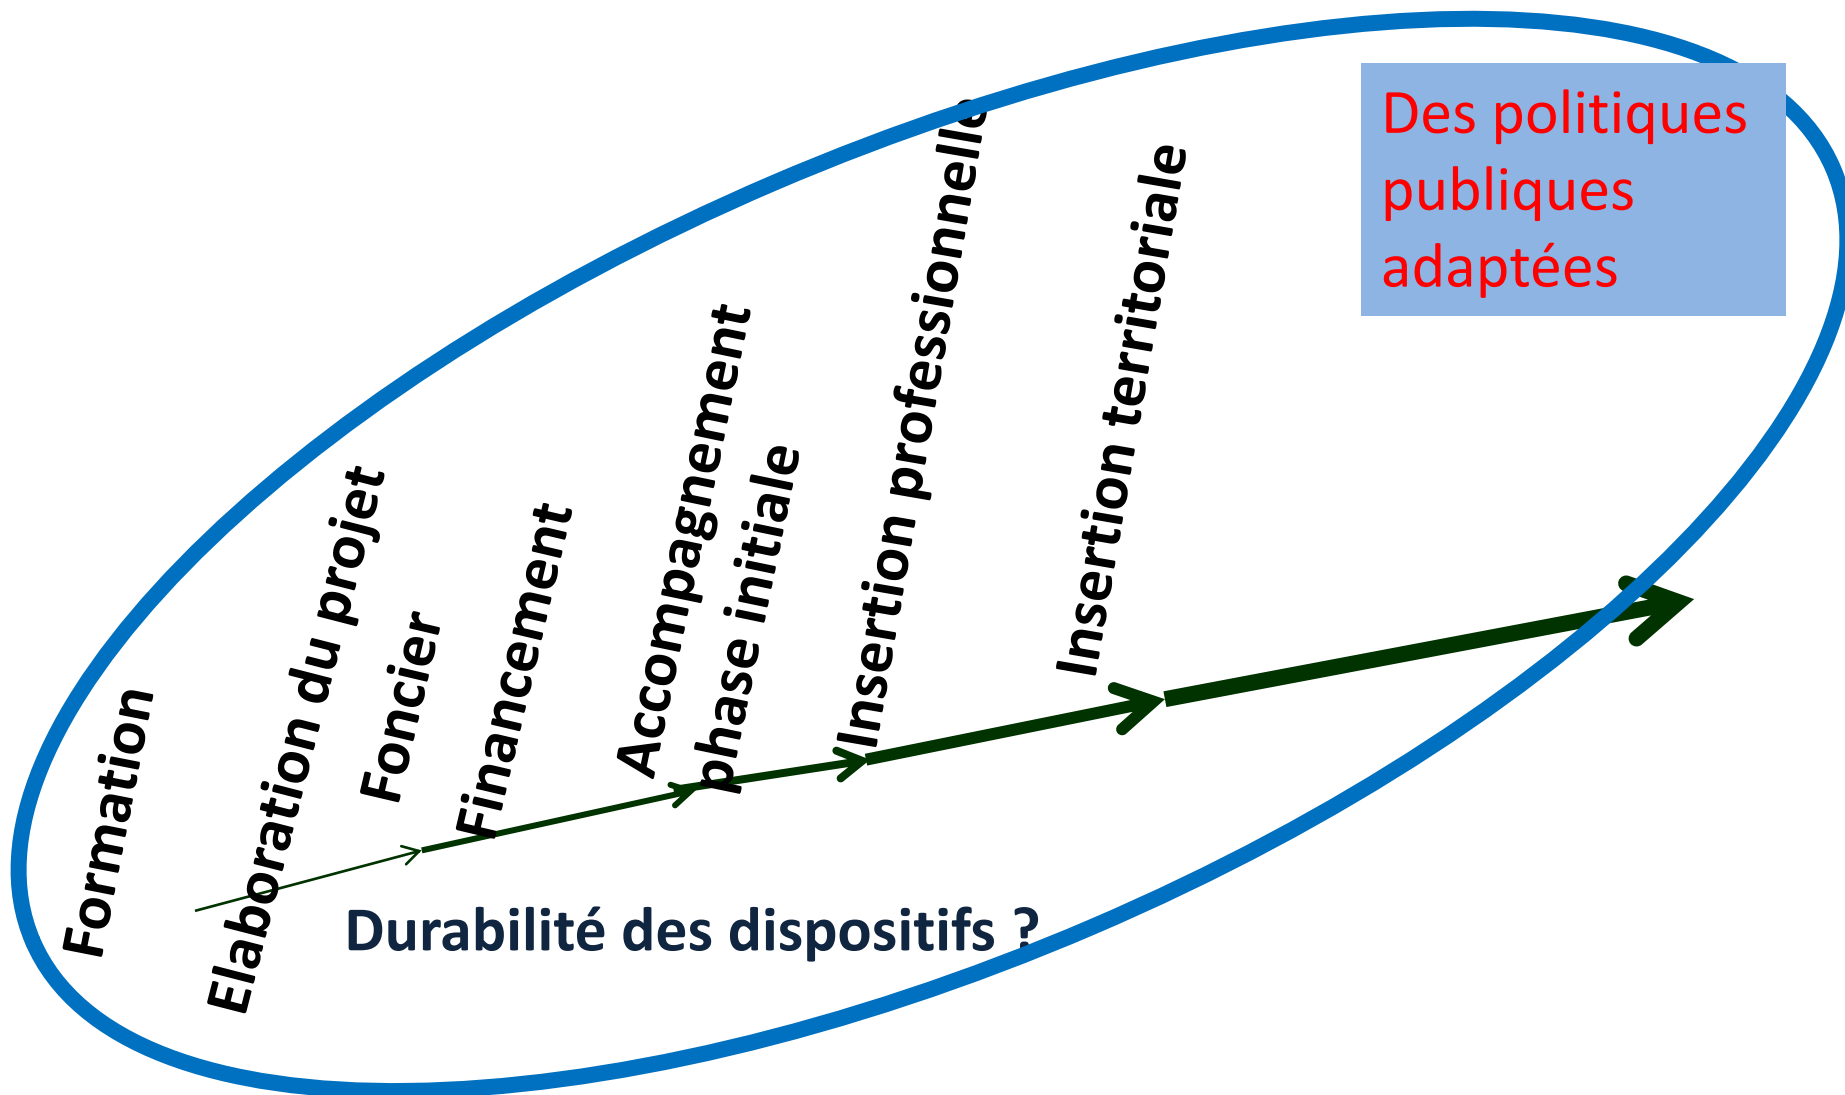 Formation
Elaboration du projet
Foncier
Financement
Accompagnement
phase initiale
Insertion professionnelle
Insertion territoriale
Des politiques
publiques
adaptées
Durabilité des dispositifs ?